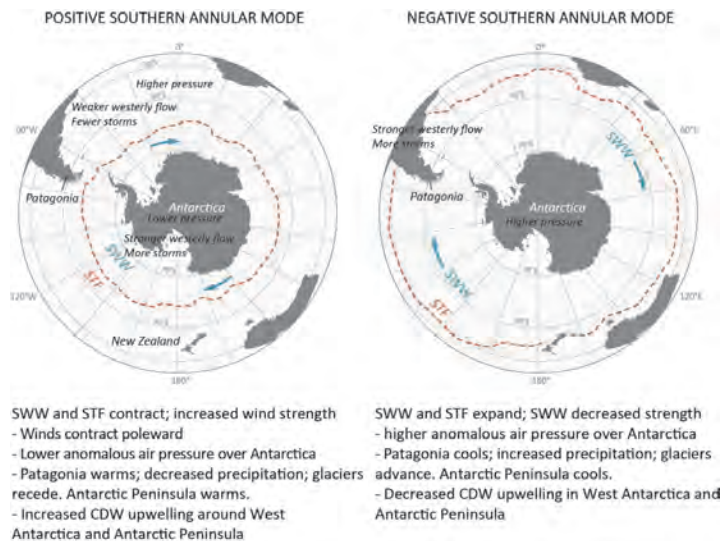 POSITIVE SOUTHERN ANNULAR MODE
0°
Higher pressure
Weaker westerly flow
Fewer storms
60°W
Patagonia
Antarctica
Lower pressure
Stronger westerly flow
More storms
SWW
STF
120°W
New Zealand
180°
SWW and STF contract; increased wind strength
- Winds contract poleward
- Lower anomalous air pressure over Antarctica
- Patagonia warms; decreased precipitation; glaciers
recede. Antarctic Peninsula warms.
- Increased CDW upwelling around West
Antarctica and Antarctic Peninsula
NEGATIVE SOUTHERN ANNULAR MODE
0°
60°E
Stronger westerly flow
More storms
SWW
Patagonia
Antarctica
Higher pressure
SWW
STF
120°E
180°
SWW and STF expand; SWW decreased strength
- higher anomalous air pressure over Antarctica
- Patagonia cools; increased precipitation; glaciers
advance. Antarctic Peninsula cools.
- Decreased CDW upwelling in West Antarctica and
Antarctic Peninsula